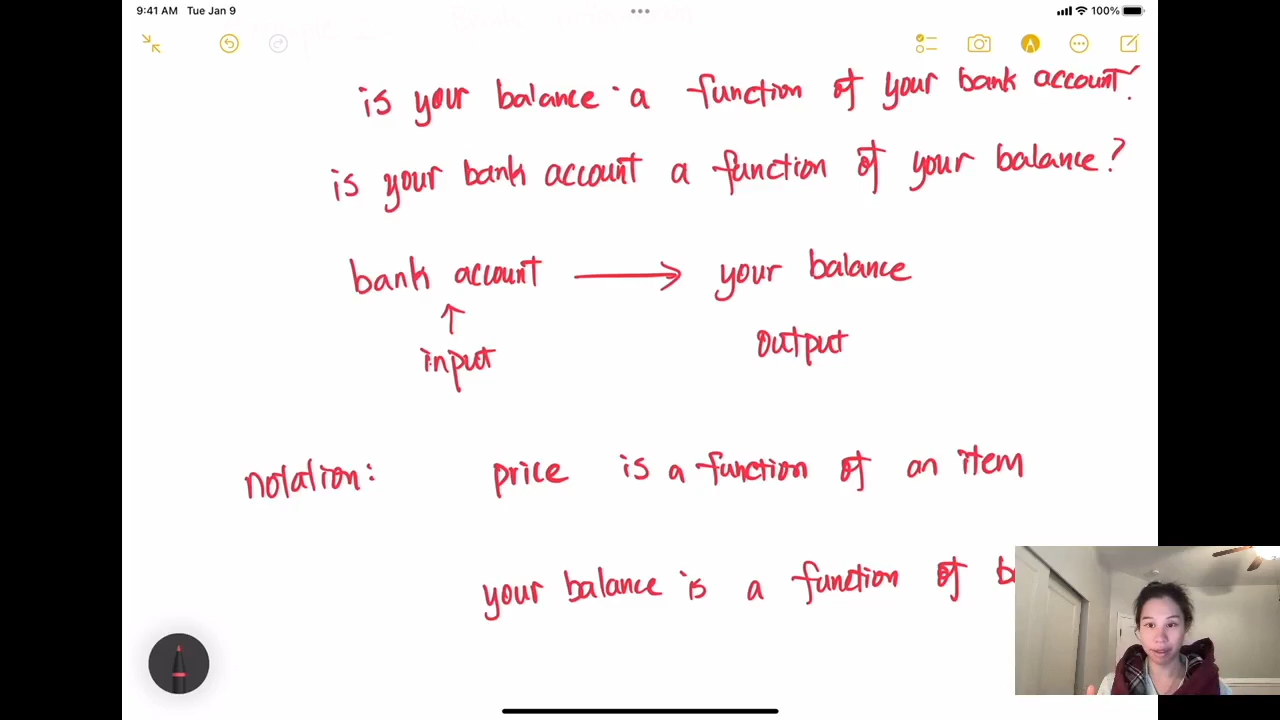 9:41 AM Tue Jan 9
100%
is your balance a function of your bank account?
is your bank account a function of your balance?
bank account → your balance
↑
input
output
notation: price is a function of an item
your balance is a function of